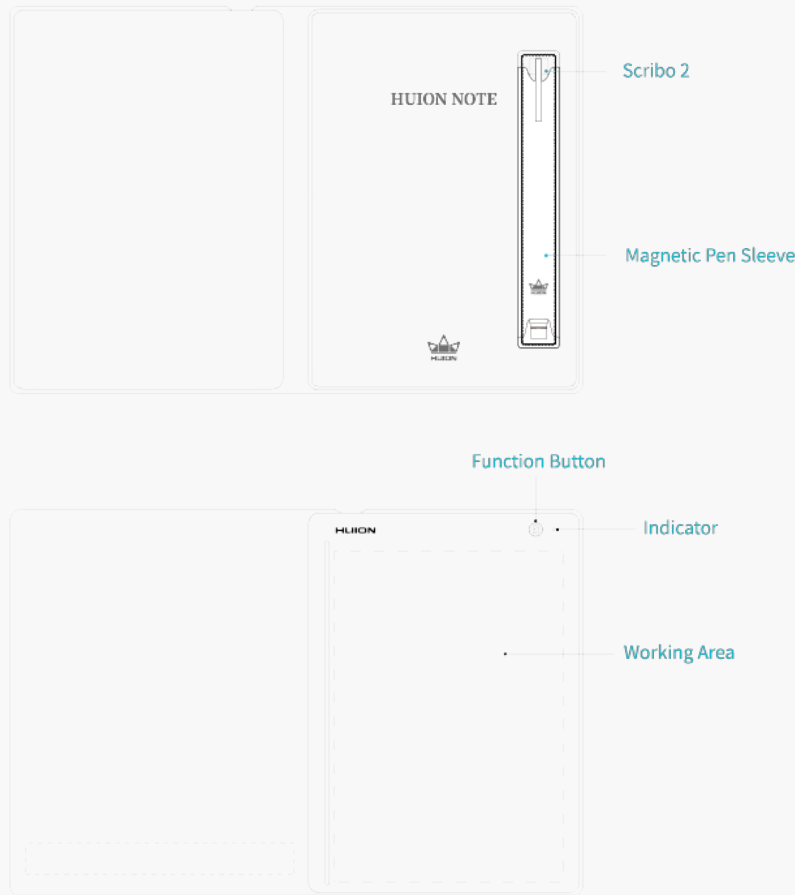 Scribo 2
HUION NOTE
Magnetic Pen Sleeve
HUION
Function Button
HUION
Indicator
Working Area